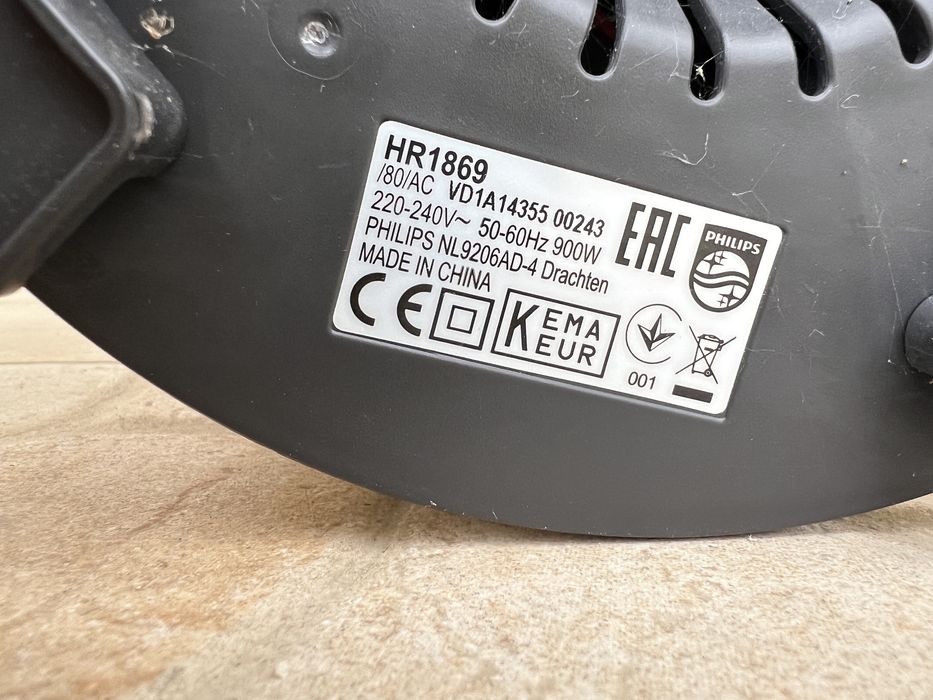 HR1869
/80/AC VD1A14355 00243
220-240V~ 50-60Hz 900W
PHILIPS NL9206AD-4 Drachten
MADE IN CHINA
EAC
PHILIPS
CE
KEMA
EUR
001